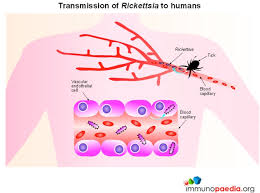 Transmission of Rickettsia to humans
Rickettsia
Tick
Blood
capillary
Vascular
endothelial
cell
Blood
capillary
immunopaedia.org